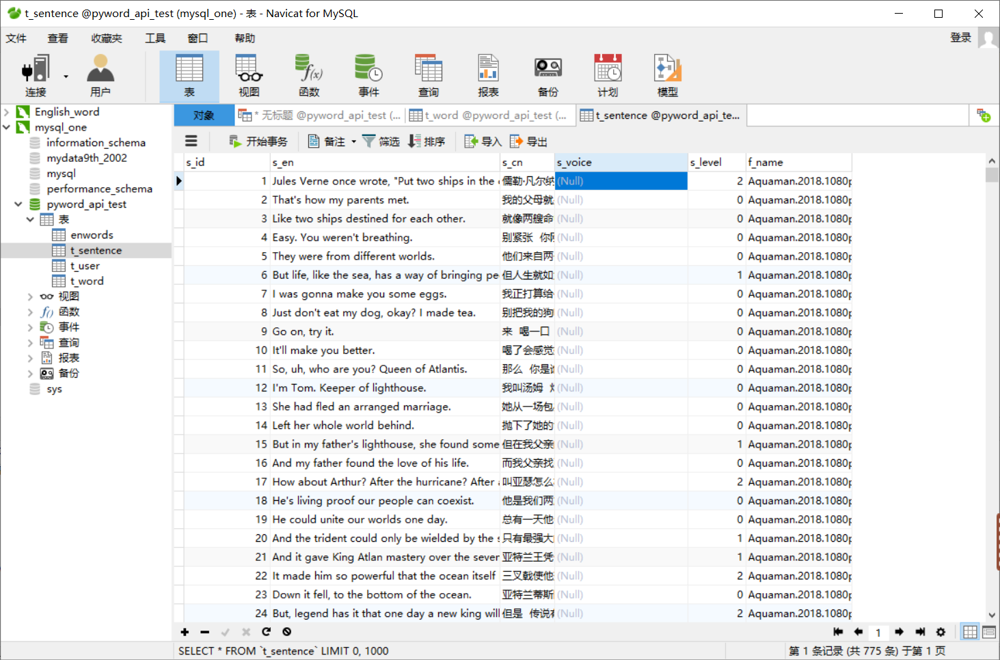 t_sentence @pyword_api_test (mysql_one) - 表 - Navicat for MySQL
文件 查看 收藏夹 工具 窗口 帮助 登录
连接 用户 表 视图 函数 事件 查询 报表 备份 计划 模型
English_word
mysql_one
information_schema
mydata9th_2002
mysql
performance_schema
pyword_api_test
表
enwords
t_sentence
t_user
t_word
视图
函数
事件
查询
报表
备份
sys
对象 * 无标题 @pyword_api_test (... t_word @pyword_api_test (... t_sentence @pyword_api_te...
开始事务 备注 筛选 排序 导入 导出
s_id s_en s_cn s_voice s_level f_name
1 Jules Verne once wrote, "Put two ships in the 儒勒·凡尔纳 (Null) 2 Aquaman.2018.1080p
2 That's how my parents met. 我的父母就 (Null) 0 Aquaman.2018.1080p
3 Like two ships destined for each other. 就像两艘命 (Null) 0 Aquaman.2018.1080p
4 Easy. You weren't breathing. 别紧张 你刚 (Null) 0 Aquaman.2018.1080p
5 They were from different worlds. 他们来自两 (Null) 0 Aquaman.2018.1080p
6 But life, like the sea, has a way of bringing pe 但人生就如 (Null) 1 Aquaman.2018.1080p
7 I was gonna make you some eggs. 我正打算给 (Null) 0 Aquaman.2018.1080p
8 Just don't eat my dog, okay? I made tea. 别把我的狗 (Null) 0 Aquaman.2018.1080p
9 Go on, try it. 来 喝一口 (Null) 0 Aquaman.2018.1080p
10 It'll make you better. 喝了会感觉 (Null) 0 Aquaman.2018.1080p
11 So, uh, who are you? Queen of Atlantis. 那么 你是 (Null) 0 Aquaman.2018.1080p
12 I'm Tom. Keeper of lighthouse. 我叫汤姆 (Null) 0 Aquaman.2018.1080p
13 She had fled an arranged marriage. 她从一场包 (Null) 0 Aquaman.2018.1080p
14 Left her whole world behind. 抛下了她的 (Null) 0 Aquaman.2018.1080p
15 But in my father's lighthouse, she found some 但在我父亲 (Null) 1 Aquaman.2018.1080p
16 And my father found the love of his life. 而我父亲找 (Null) 0 Aquaman.2018.1080p
17 How about Arthur? After the hurricane? After 叫亚瑟怎么 (Null) 2 Aquaman.2018.1080p
18 He's living proof our people can coexist. 他是我们两 (Null) 0 Aquaman.2018.1080p
19 He could unite our worlds one day. 总有一天他 (Null) 0 Aquaman.2018.1080p
20 And the trident could only be wielded by the s 只有最强大 (Null) 1 Aquaman.2018.1080p
21 And it gave King Atlan mastery over the seven 亚特兰王凭 (Null) 1 Aquaman.2018.1080p
22 It made him so powerful that the ocean itself 三叉戟使他 (Null) 2 Aquaman.2018.1080p
23 Down it fell, to the bottom of the ocean. 亚特兰蒂斯 (Null) 0 Aquaman.2018.1080p
24 But, legend has it that one day a new king will 但是 传说有 (Null) 2 Aquaman.2018.1080p
1
SELECT * FROM `t_sentence` LIMIT 0, 1000 第 1 条记录 (共 775 条) 于第 1 页